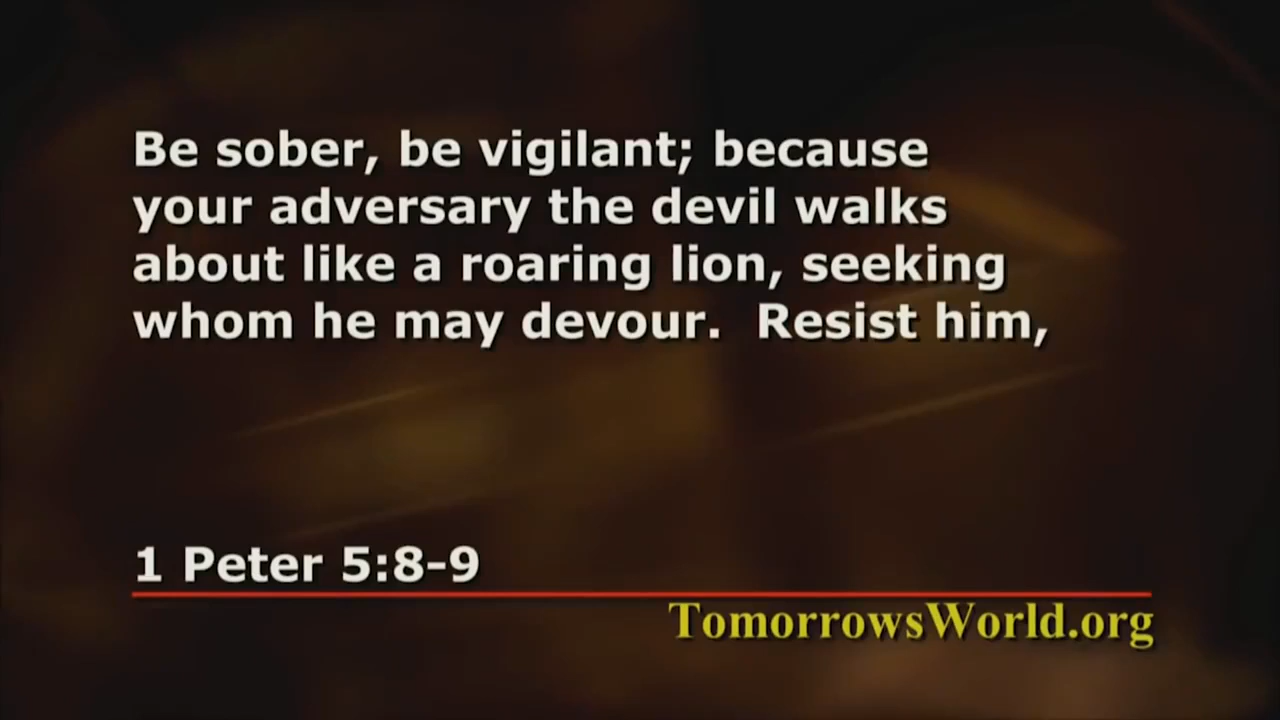 Be sober, be vigilant; because
your adversary the devil walks
about like a roaring lion, seeking
whom he may devour.  Resist him,
1 Peter 5:8-9
TomorrowsWorld.org